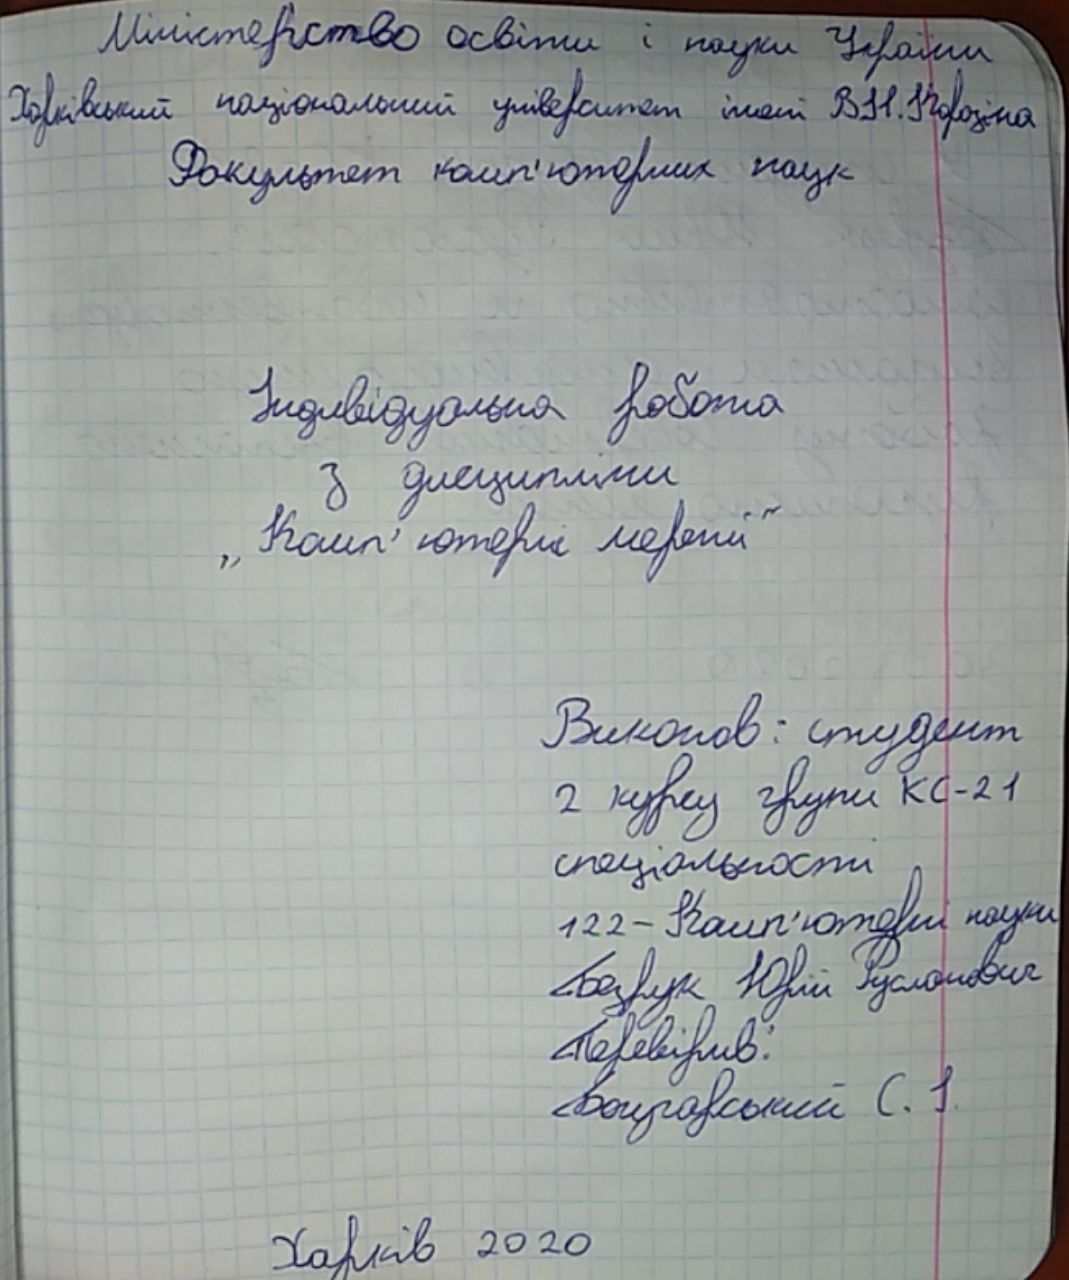 Міністерство освіти і науки України
Харківський національний університет імені В.Н.Каразіна
Факультет комп'ютерних наук
Індивідуальна робота
з дисципліни
„Комп'ютерні мережі"
Виконав: студент
2 курсу групи КС-21
спеціальності
122-Комп'ютерні науки
Безрук Юрій Русланович
Перевірив:
С. І.
Харків 2020